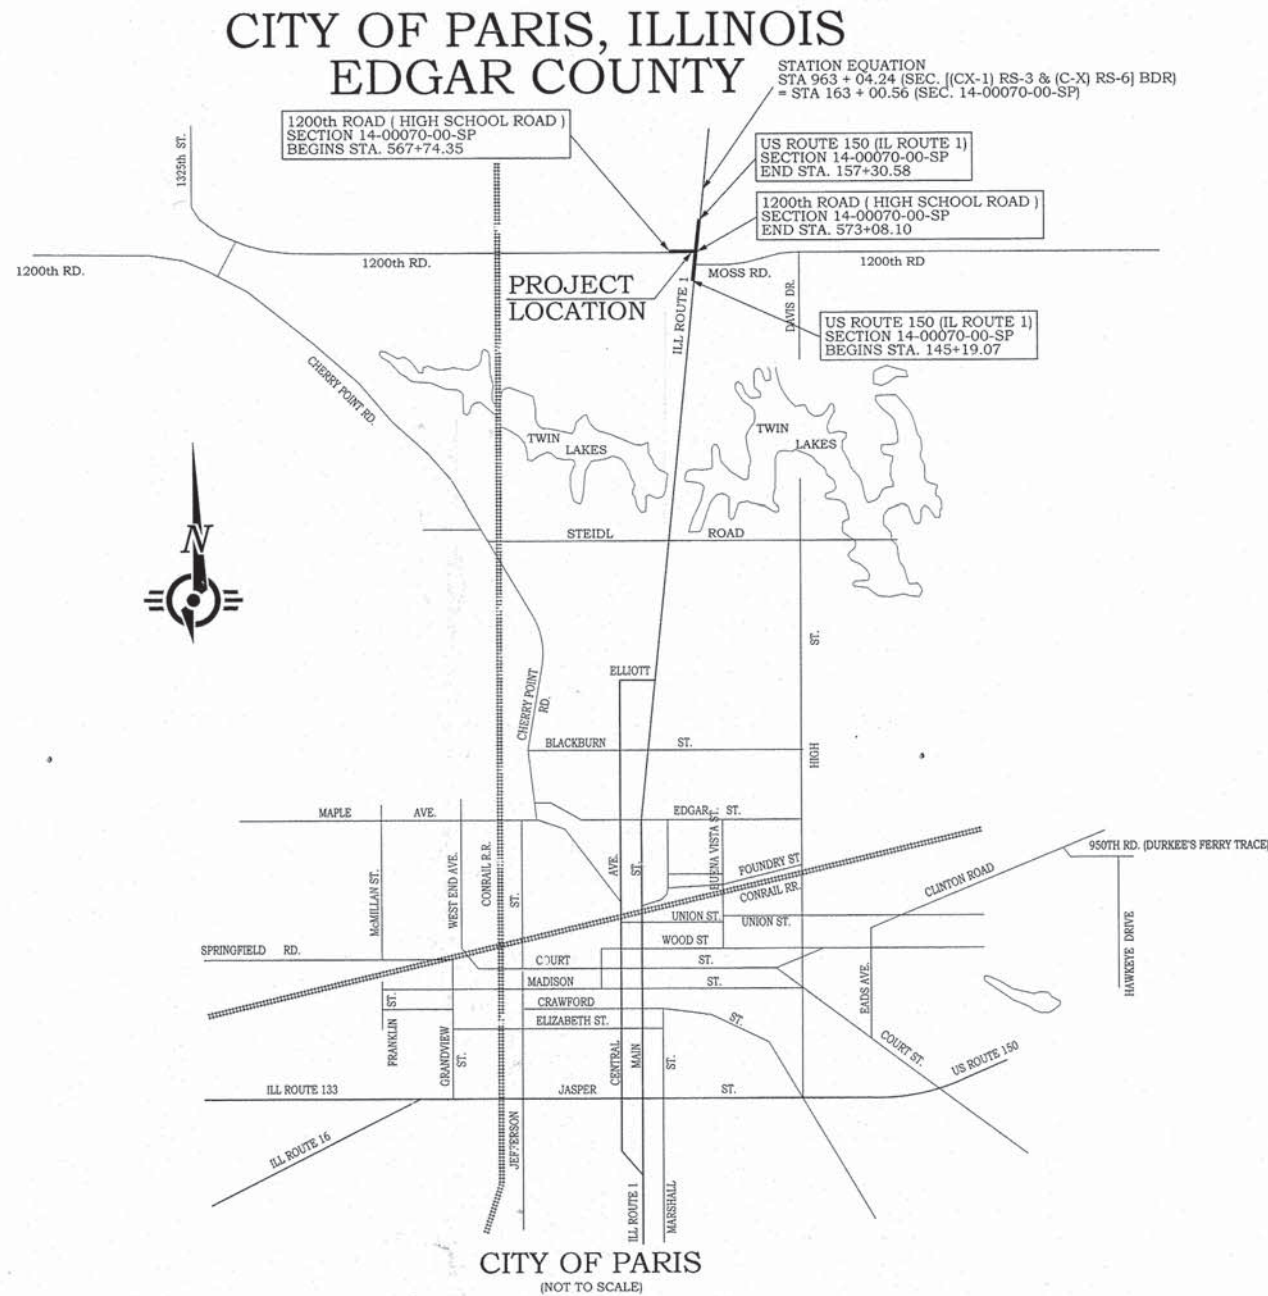 CITY OF PARIS, ILLINOIS
EDGAR COUNTY
STATION EQUATION
STA 963 + 04.24 (SEC. [(CX-1) RS-3 & (C-X) RS-6] BDR)
= STA 163 + 00.56 (SEC. 14-00070-00-SP)
1200th ROAD ( HIGH SCHOOL ROAD )
SECTION 14-00070-00-SP
BEGINS STA. 567+74.35
US ROUTE 150 (IL ROUTE 1)
SECTION 14-00070-00-SP
END STA. 157+30.58
1200th ROAD ( HIGH SCHOOL ROAD )
SECTION 14-00070-00-SP
END STA. 573+08.10
1325th ST.
1200th RD.
1200th RD.
1200th RD
MOSS RD.
PROJECT
LOCATION
ILL ROUTE 1
DAVIS DR.
US ROUTE 150 (IL ROUTE 1)
SECTION 14-00070-00-SP
BEGINS STA. 145+19.07
CHERRY POINT RD.
TWIN
LAKES
TWIN
LAKES
N
STEIDL
ROAD
ST.
HIGH
ELLIOTT
CHERRY POINT
RD.
BLACKBURN
ST.
MAPLE
AVE.
EDGAR
ST.
McMILLAN ST.
WEST END AVE.
CONRAIL R.R.
ST.
AVE.
ST.
BUENA VISTA ST.
FOUNDRY ST
CONRAIL RR.
CLINTON ROAD
950TH RD. (DURKEE'S FERRY TRACE)
HAWKEYE DRIVE
UNION ST.
UNION ST.
WOOD ST
SPRINGFIELD
RD.
COURT
ST.
MADISON
ST.
CRAWFORD
ST.
ELIZABETH ST.
FRANKLIN
ST.
GRANDVIEW
ST.
CENTRAL
MAIN
ST.
EADS AVE.
COURT ST.
US ROUTE 150
ILL ROUTE 133
JASPER
ST.
ILL ROUTE 16
JEFFERSON
ILL ROUTE 1
MARSHALL
CITY OF PARIS
(NOT TO SCALE)